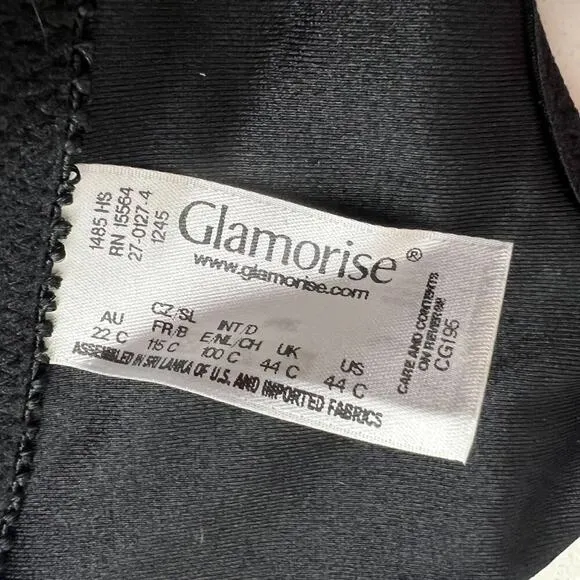 1485 HS
RN 15564
27-0127-4
1245
Glamorise®
www.glamorise.com
AU
22 C
CZ/SL
FR/B
115 C
INT/D
E/NL/CH
100 C
UK
44 C
US
44 C
ASSEMBLED IN SRI LANKA OF U.S. AND IMPORTED FABRICS
CARE AND CONTENTS
ON REVERSE
CG195